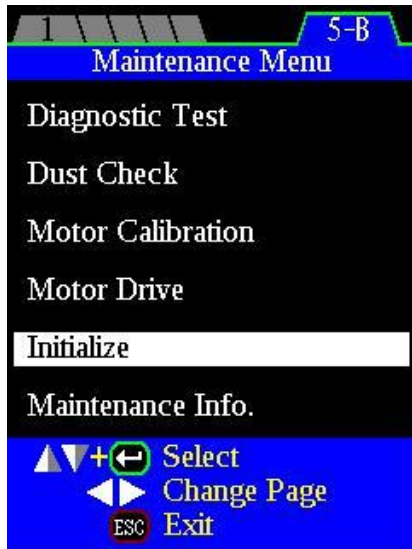 1 5-B
Maintenance Menu
Diagnostic Test
Dust Check
Motor Calibration
Motor Drive
Initialize
Maintenance Info.
+ Select
Change Page
ESC Exit